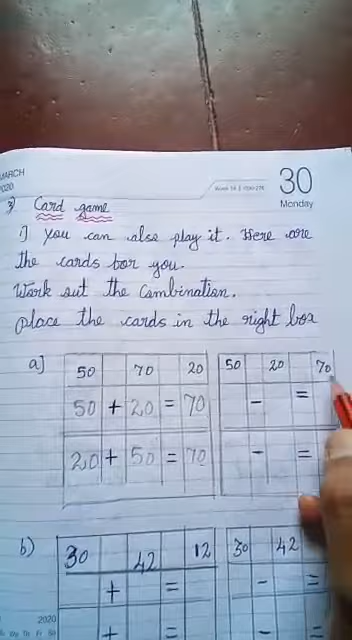 MARCH
2020
30
Monday
3) Card game
i] you can also play it. Here are
the cards for you.
Work out the Combination.
place the cards in the right box
a] 50 70 20 50 20 70
50 + 20 = 70 - =
20 + 50 = 70 - =
b) 30 42 12 30 42
+ = - =
+ = - =
2020
Fr So